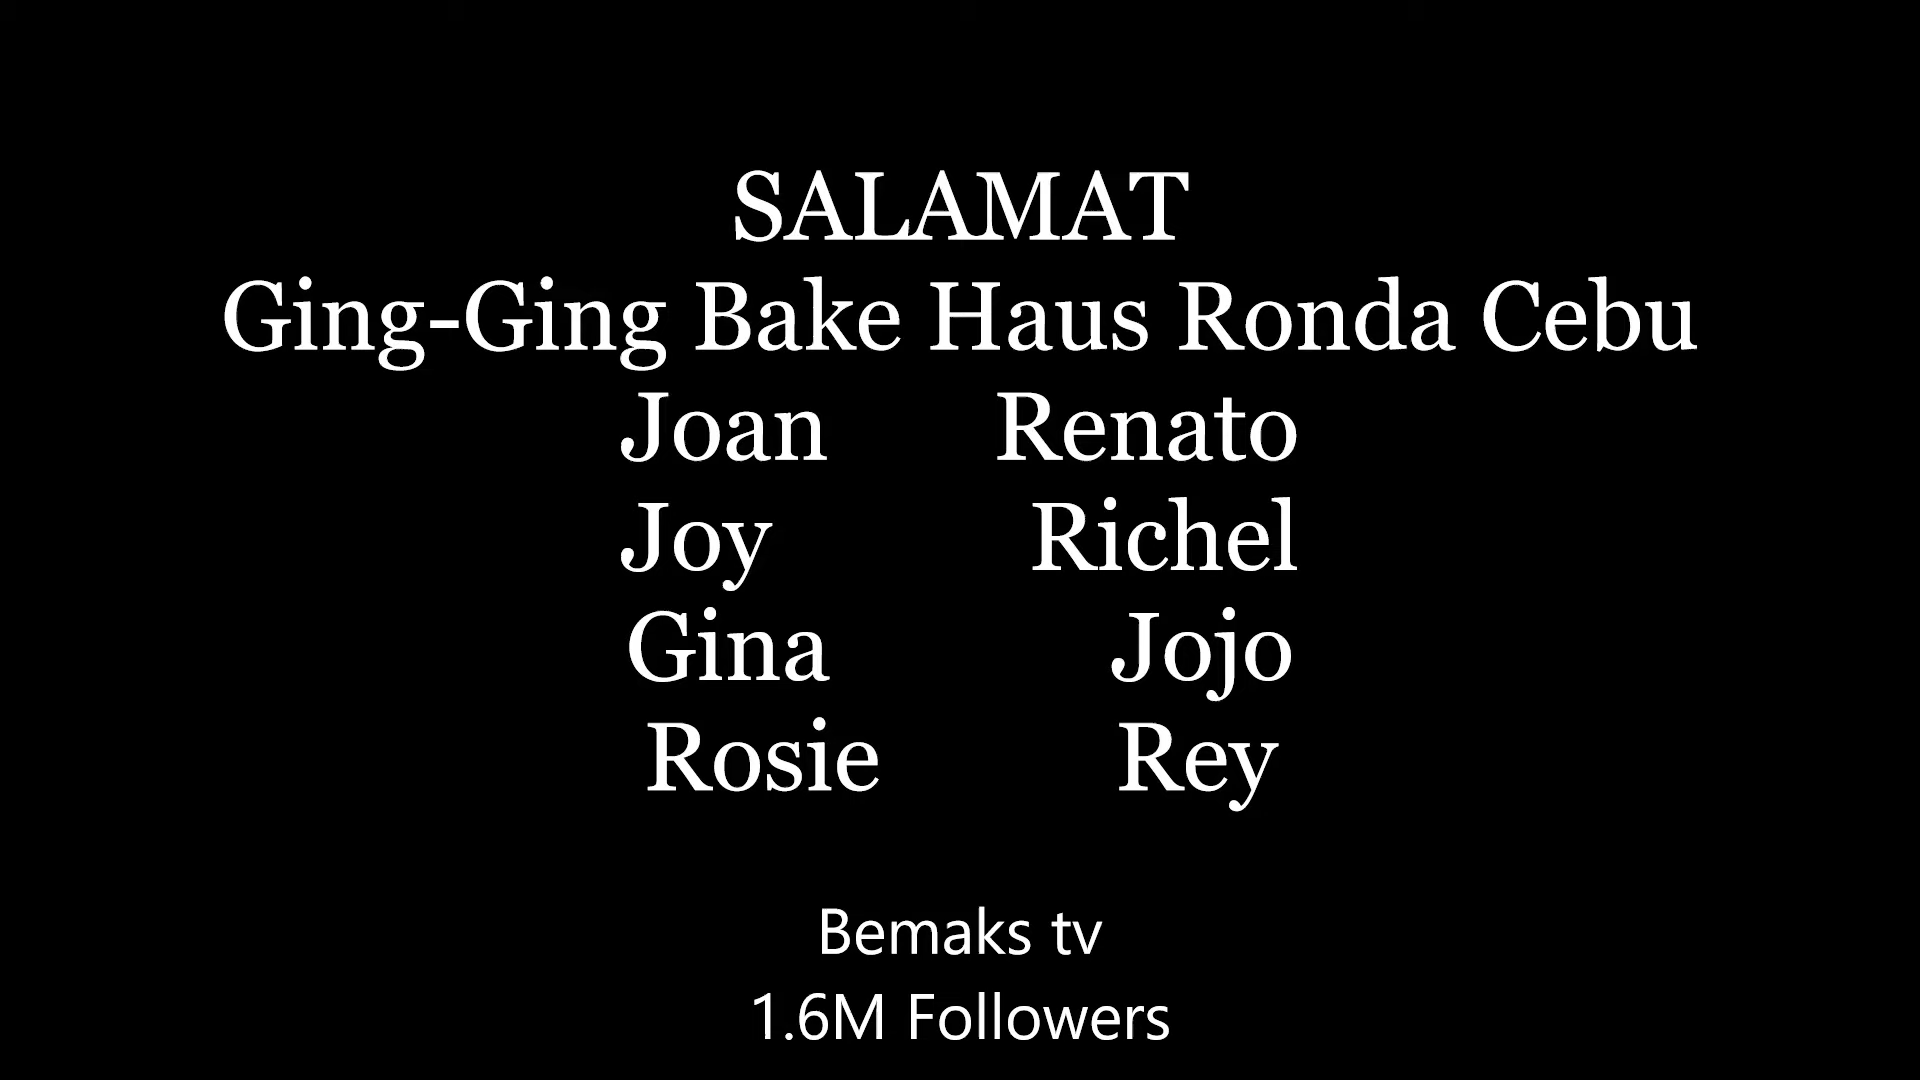 SALAMAT
Ging-Ging Bake Haus Ronda Cebu
Joan Renato
Joy Richel
Gina Jojo
Rosie Rey
Bemaks tv
1.6M Followers